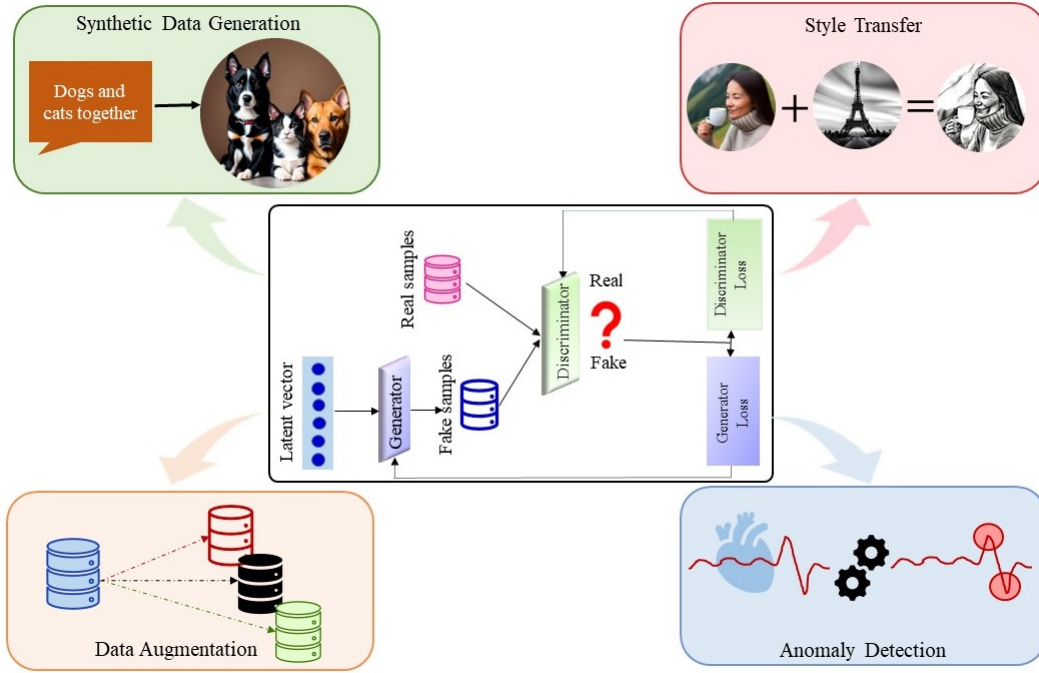 Synthetic Data Generation
Dogs and
cats together
Style Transfer
Real samples
Latent vector
Generator
Fake samples
Discriminator
Real
?
Fake
Discriminator
Loss
Generator
Loss
Data Augmentation
Anomaly Detection